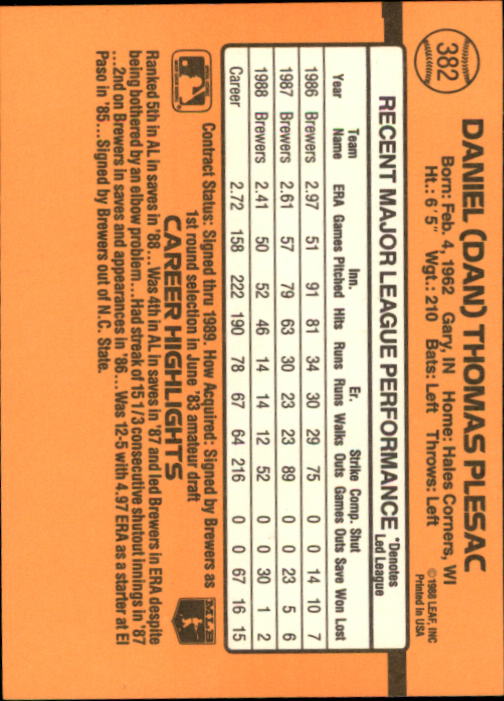 382
DANIEL (DAN) THOMAS PLESAC
Born: Feb. 4, 1962 Gary, IN Home: Hales Corners, WI
Ht.: 6'5" Wgt.: 210 Bats: Left Throws: Left
©1988 LEAF, INC
Printed in USA
RECENT MAJOR LEAGUE PERFORMANCE *Denotes Led League
Year Team Name ERA Games Inn. Pitched Hits Runs Er. Runs Walks Strike Outs Comp. Games Shut Outs Save Won Lost
1986 Brewers 2.97 51 91 81 34 30 29 75 0 0 14 10 7
1987 Brewers 2.61 57 79 63 30 23 23 89 0 0 23 5 6
1988 Brewers 2.41 50 52 46 14 14 12 52 0 0 30 1 2
Career 2.72 158 222 190 78 67 64 216 0 0 67 16 15
Contract Status: Signed thru 1989. How Acquired: Signed by Brewers as
1st round selection in June '83 amateur draft
MLB
CAREER HIGHLIGHTS
Ranked 5th in AL in saves in '88... Was 4th in AL in saves in '87 and led Brewers in ERA despite
being bothered by an elbow problem... Had streak of 15 1/3 consecutive shutout innings in '87
...2nd on Brewers in saves and appearances in '86... Was 12-5 with 4.97 ERA as a starter at El
Paso in '85... Signed by Brewers out of N.C. State.